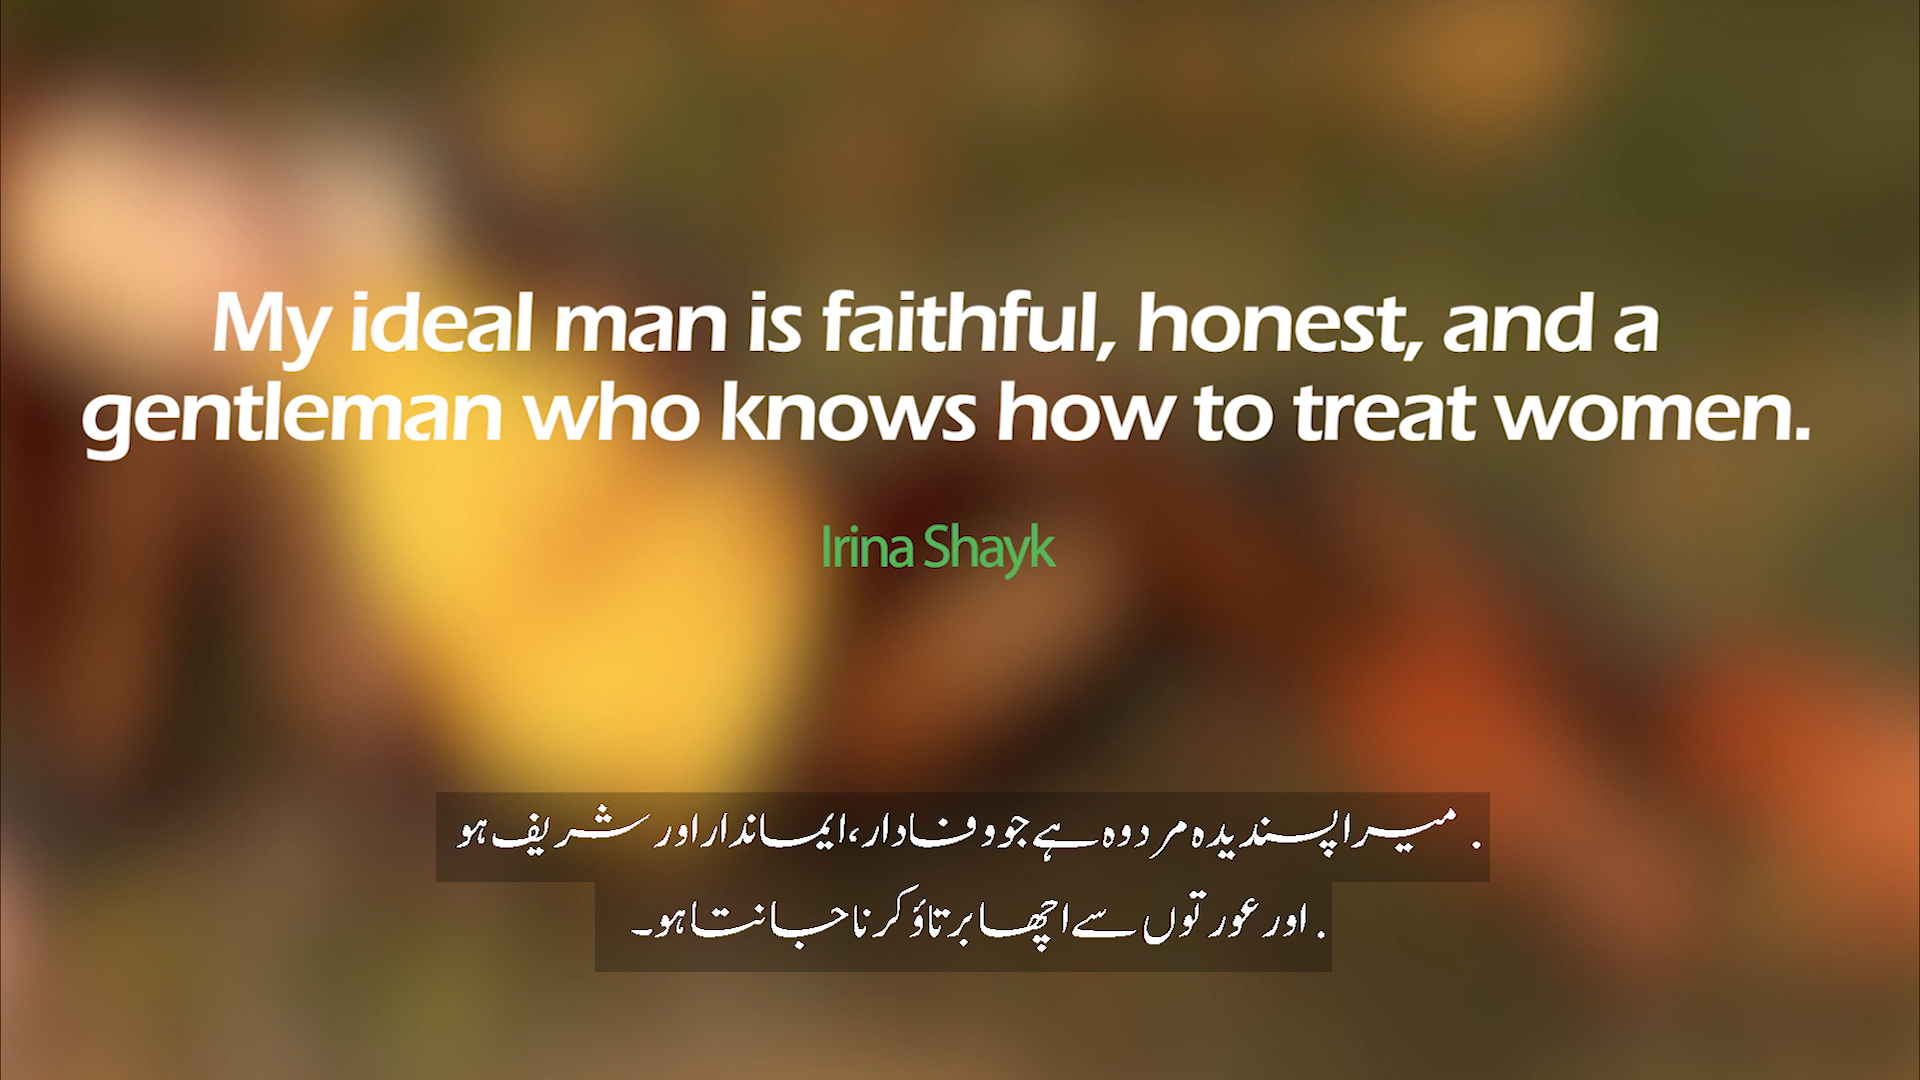 My ideal man is faithful, honest, and a
gentleman who knows how to treat women.
Irina Shayk
. میرا پسندیدہ مرد وہ ہے جو وفادار، ایماندار اور شریف ہو
. اور عورتوں سے اچھا برتاؤ کرنا جانتا ہو۔